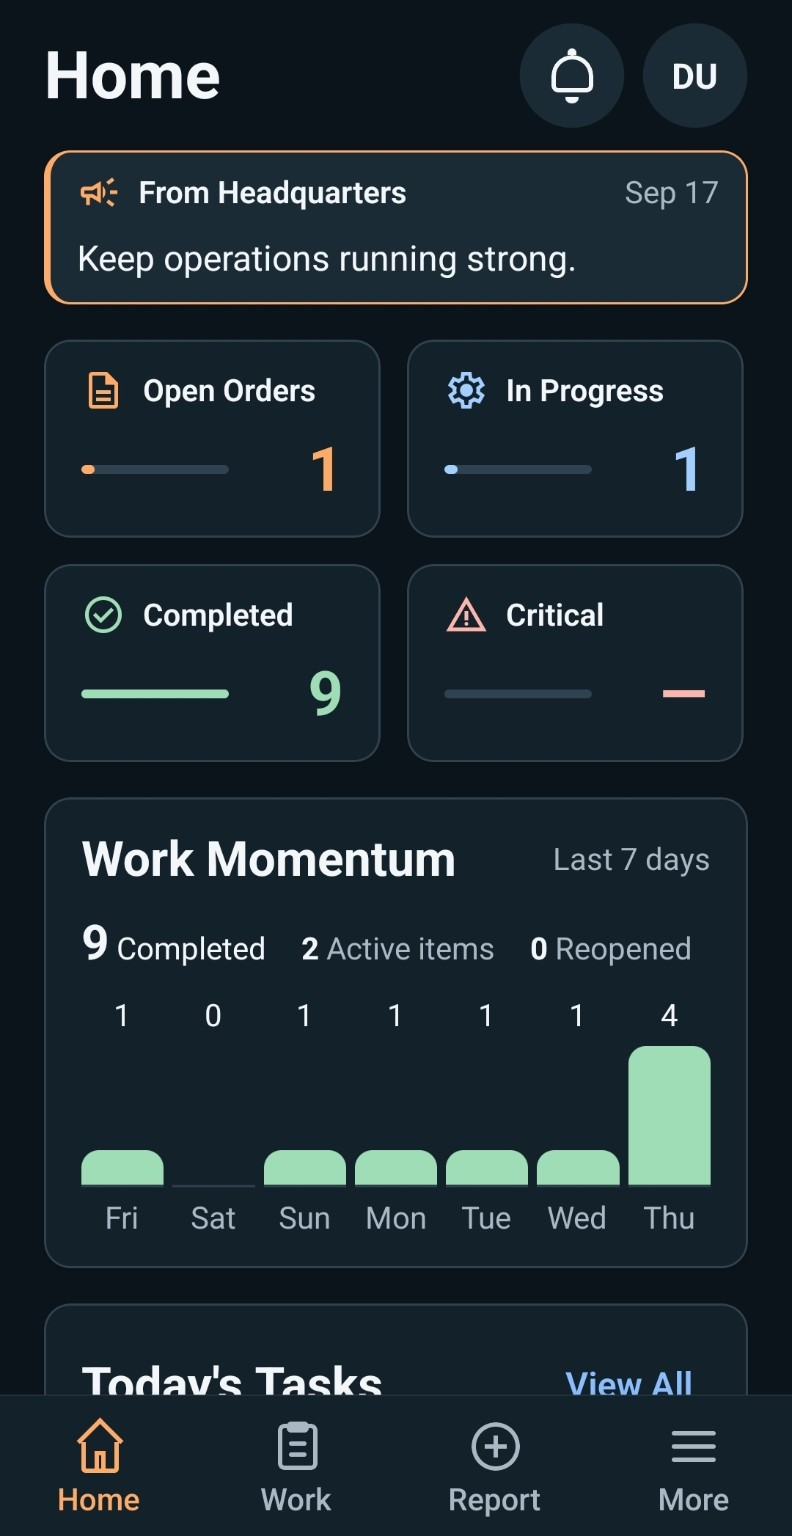 Home
DU
From Headquarters Sep 17
Keep operations running strong.
Open Orders
1
In Progress
1
Completed
9
Critical
—
Work Momentum Last 7 days
9 Completed 2 Active items 0 Reopened
1 0 1 1 1 1 4
Fri Sat Sun Mon Tue Wed Thu
Today's Tasks View All
Home Work Report More